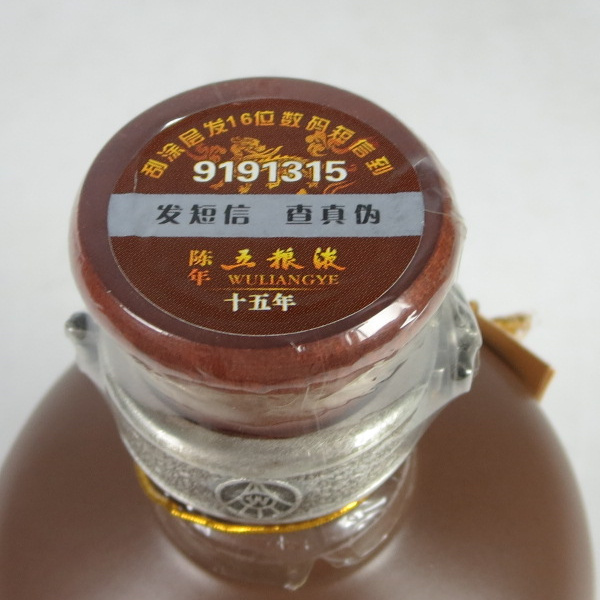 刮涂层发16位数码短信到
9191315
发短信 查真伪
陈年 五粮液
WULIANGYE
十五年